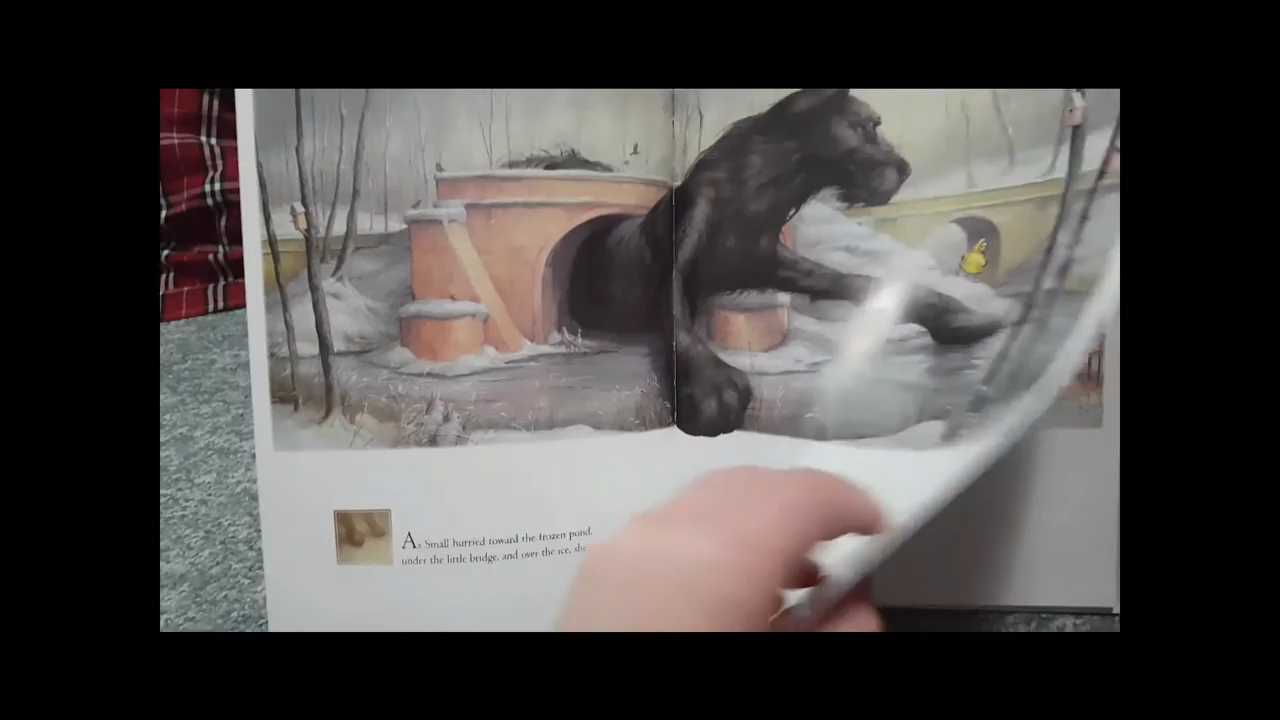 As Small hurried toward the frozen pond,
under the little bridge, and over the ice, she